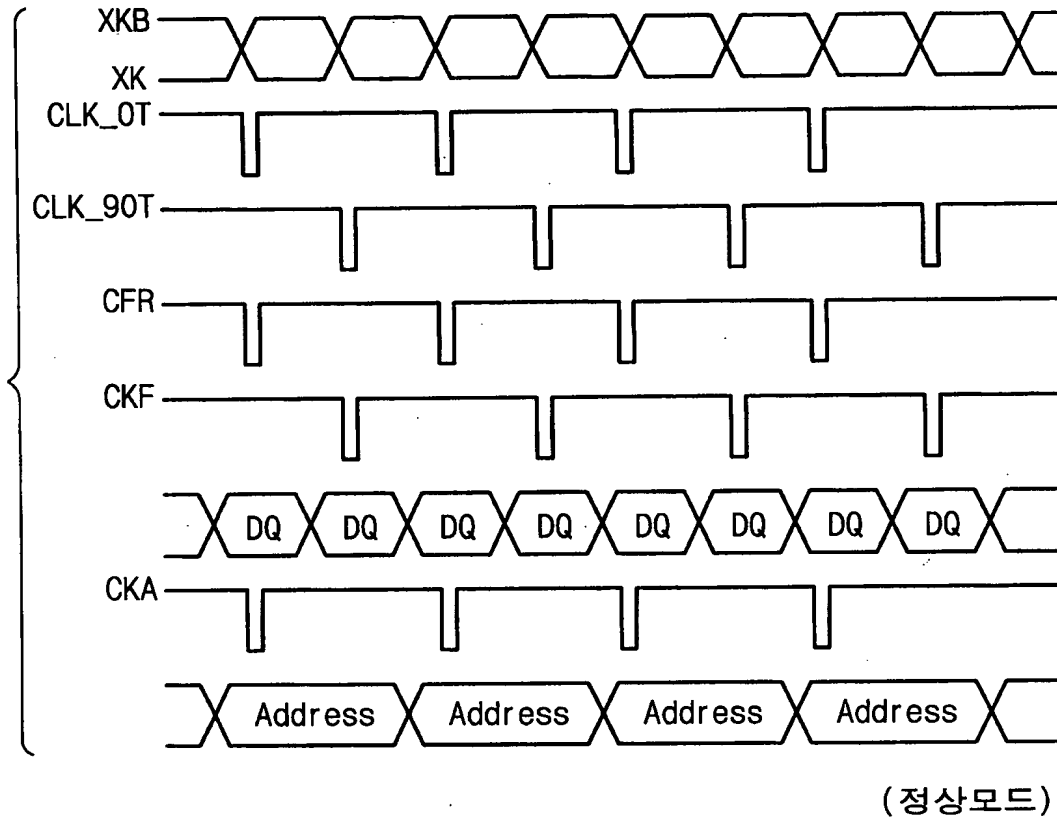 XKB
XK
CLK_0T
CLK_90T
CFR
CKF
DQ DQ DQ DQ DQ DQ DQ DQ
CKA
Address Address Address Address
(정상모드)